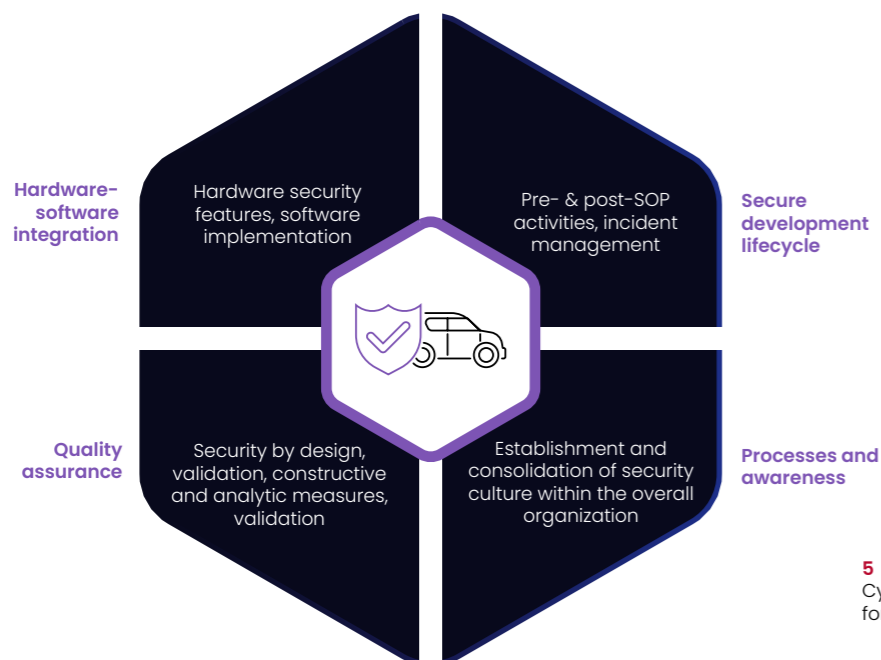 Hardware-
software
integration
Hardware security
features, software
implementation
Pre- & post-SOP
activities, incident
management
Secure
development
lifecycle
Quality
assurance
Security by design,
validation, constructive
and analytic measures,
validation
Establishment and
consolidation of security
culture within the overall
organization
Processes and
awareness
5